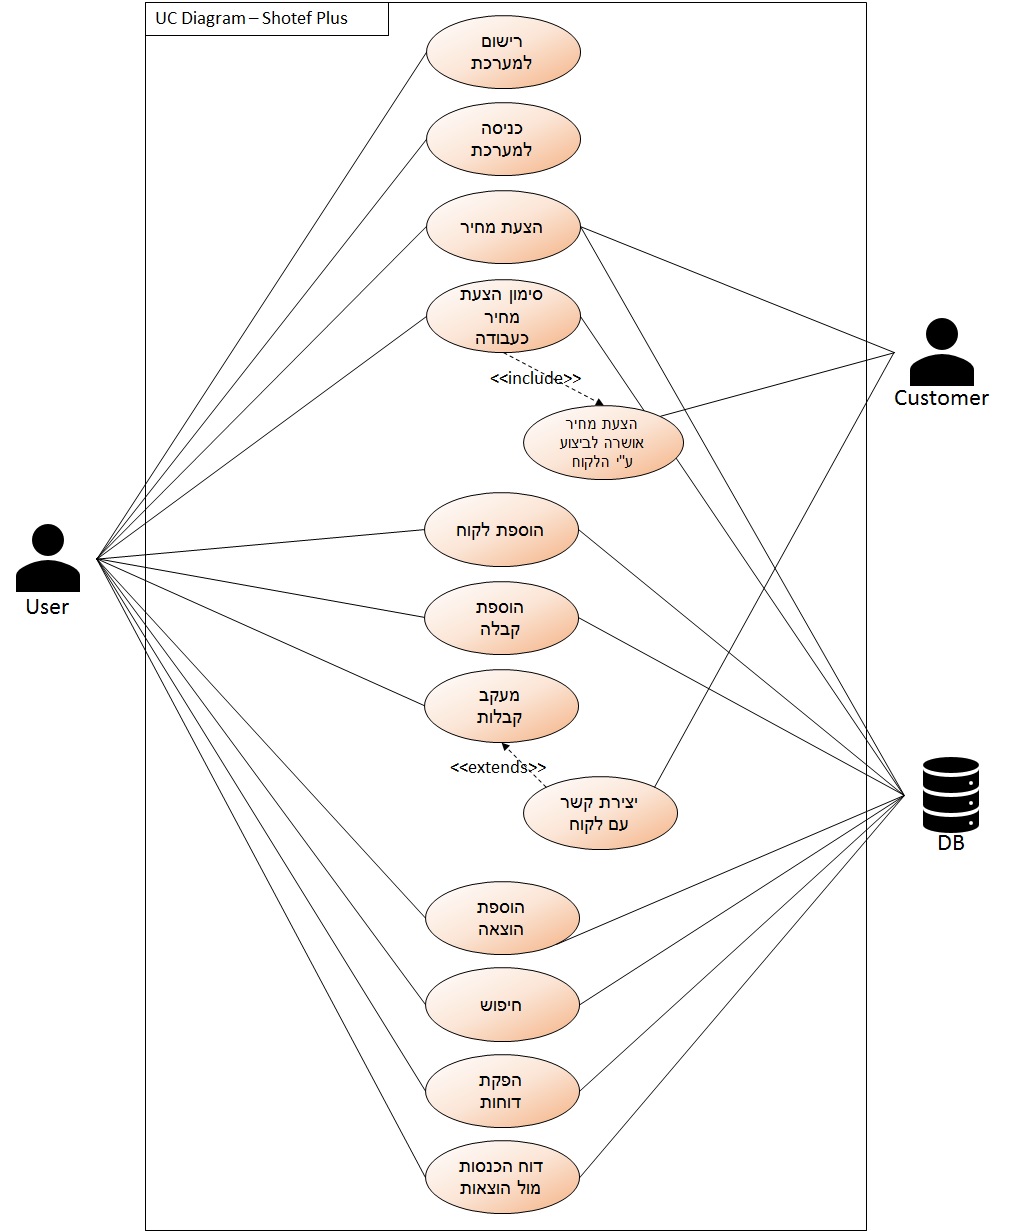 UC Diagram – Shotef Plus
רישום
למערכת
כניסה
למערכת
הצעת מחיר
סימון הצעת
מחיר
כעבודה
<<include>>
הצעת מחיר
אושרה לביצוע
ע"י הלקוח
Customer
הוספת לקוח
User
הוספת
קבלה
מעקב
קבלות
<<extends>>
יצירת קשר
עם לקוח
DB
הוספת
הוצאה
חיפוש
הפקת
דוחות
דוח הכנסות
מול הוצאות